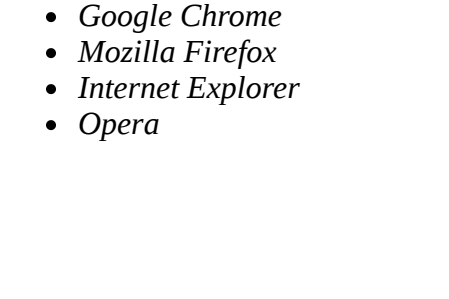 • Google Chrome
• Mozilla Firefox
• Internet Explorer
• Opera